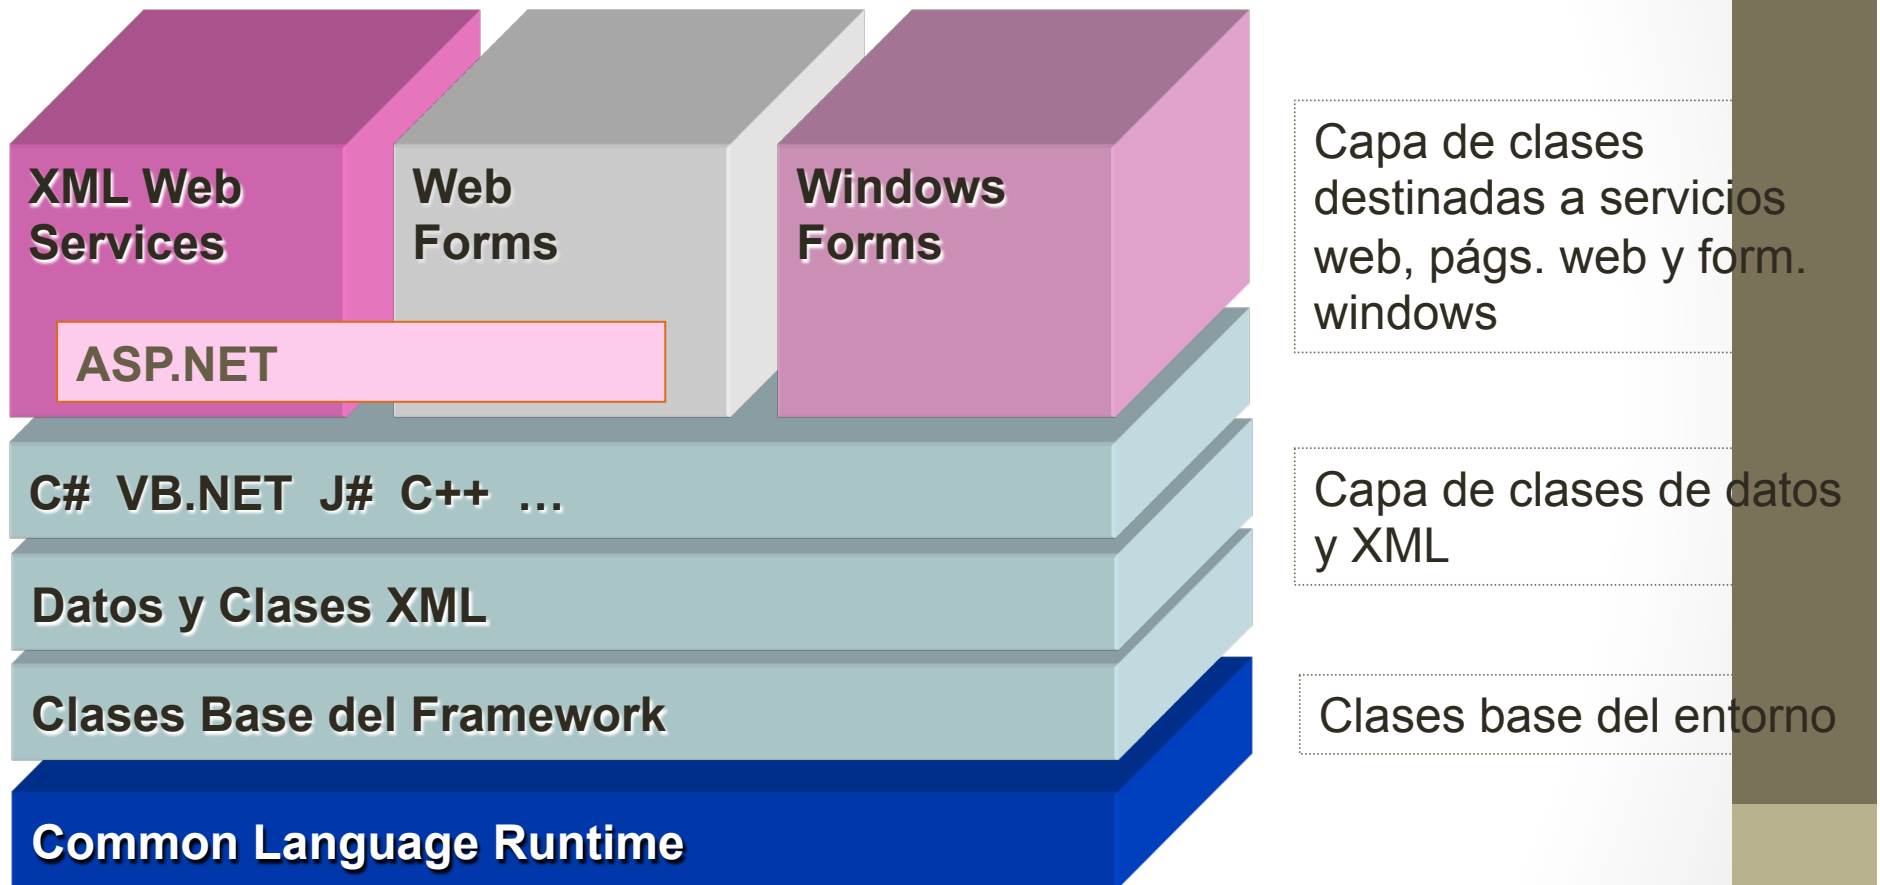 XML Web
Services
Web
Forms
Windows
Forms
ASP.NET
Capa de clases
destinadas a servicios
web, págs. web y form.
windows
C# VB.NET J# C++ …
Capa de clases de datos
y XML
Datos y Clases XML
Clases Base del Framework
Clases base del entorno
Common Language Runtime